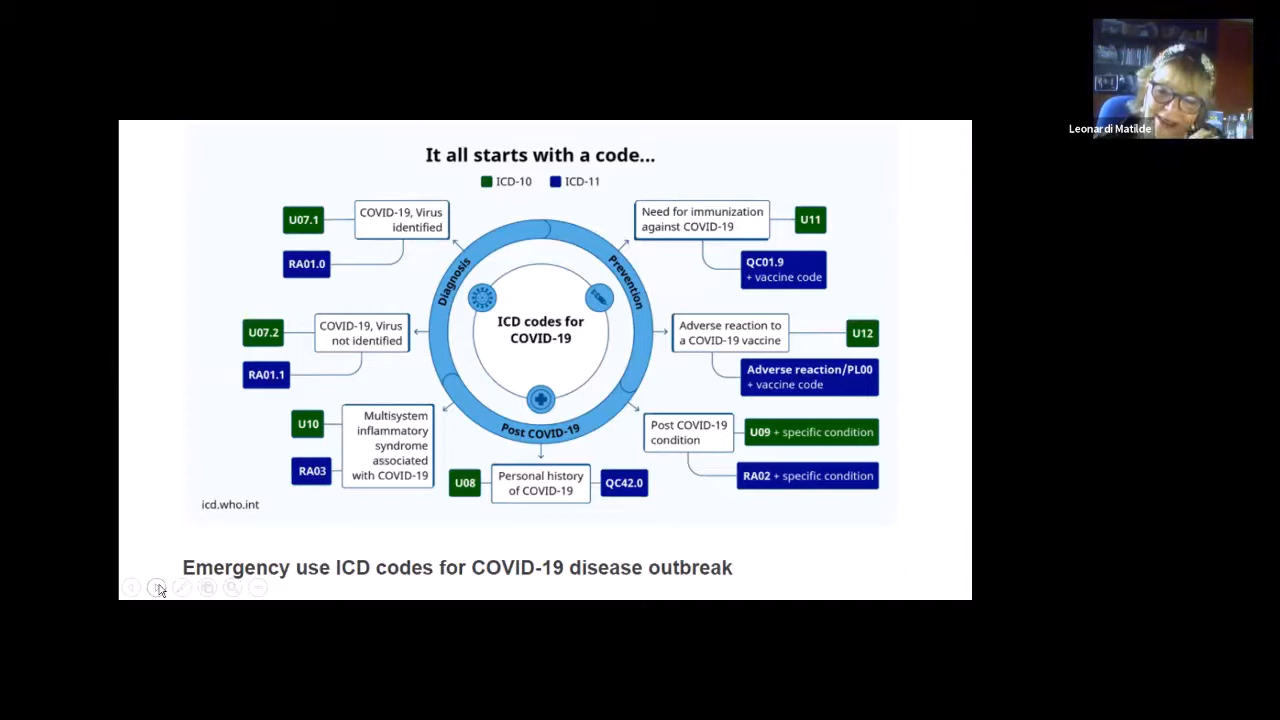 Leonardi Matilde
It all starts with a code...
ICD-10 ICD-11
U07.1
COVID-19, Virus
identified
RA01.0
Need for immunization
against COVID-19
U11
QC01.9
+ vaccine code
Diagnosis
Prevention
ICD codes for
COVID-19
U07.2
COVID-19, Virus
not identified
RA01.1
Adverse reaction to
a COVID-19 vaccine
U12
Adverse reaction/PL00
+ vaccine code
U10
Multisystem
inflammatory
syndrome
associated
with COVID-19
RA03
Post COVID-19
Post COVID-19
condition
U09 + specific condition
RA02 + specific condition
U08
Personal history
of COVID-19
QC42.0
icd.who.int
Emergency use ICD codes for COVID-19 disease outbreak